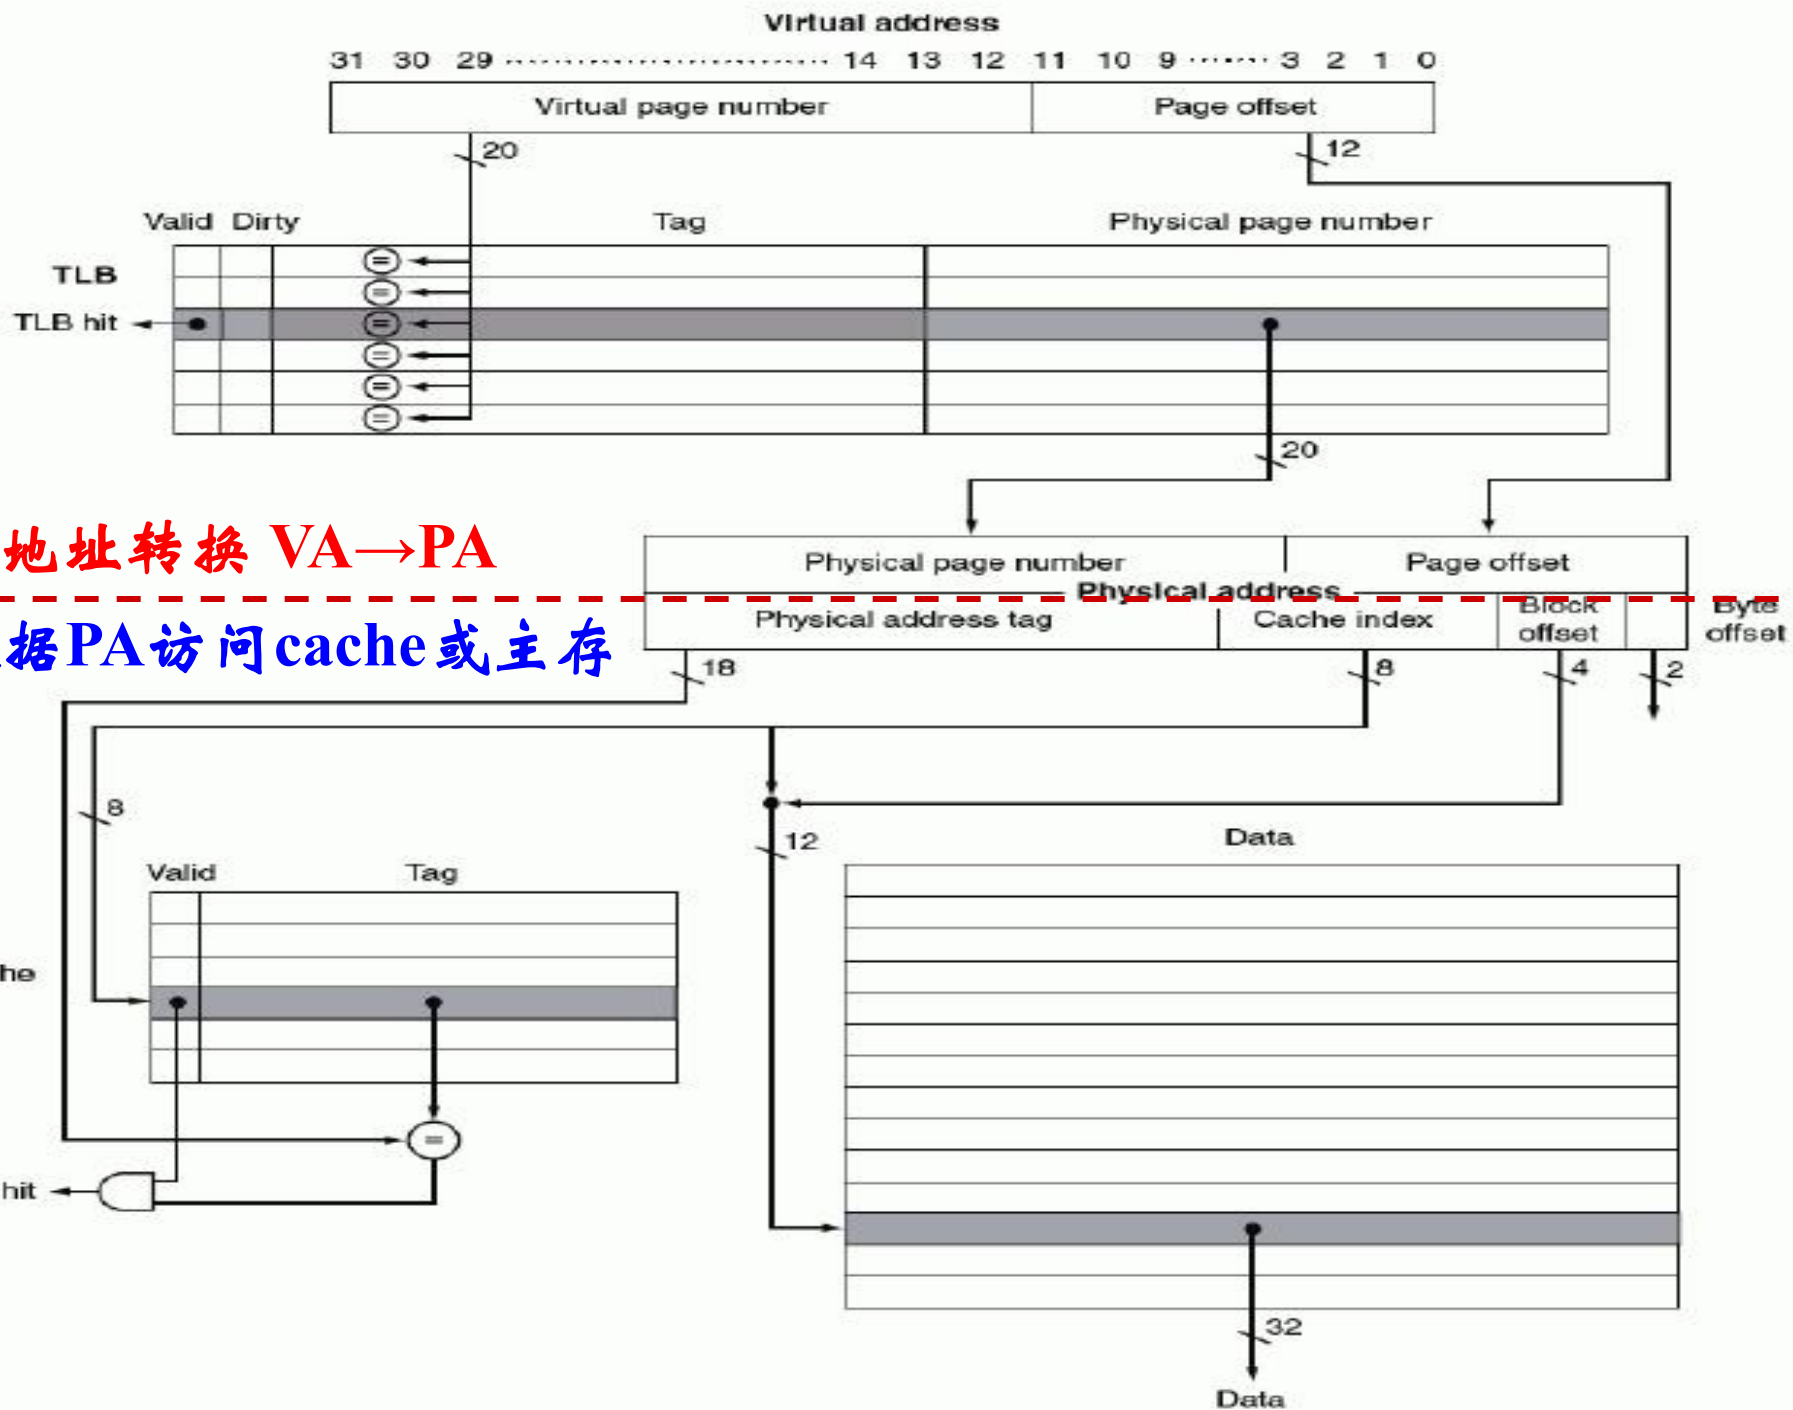 Virtual address
31 30 29 ······················ 14 13 12 11 10 9 ······· 3 2 1 0
Virtual page number Page offset
20 12
Valid Dirty Tag Physical page number
TLB
=
=
TLB hit =
=
=
=
20
地址转换 VA→PA
Physical page number Page offset
Physical address
据PA访问cache或主存
Physical address tag Cache index Block offset Byte offset
18 8 4 2
8
12
Data
Valid Tag
he
=
hit
32
Data